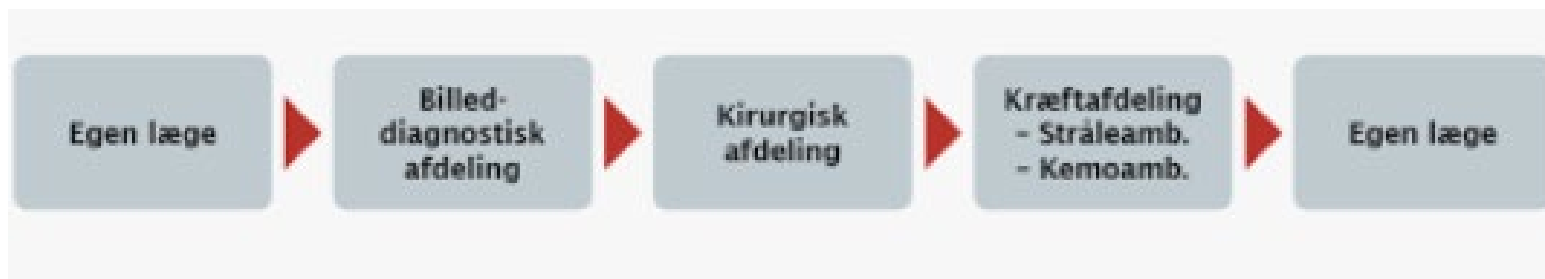 Egen læge
Billed-
diagnostisk
afdeling
Kirurgisk
afdeling
Kræftafdeling
- Stråleamb.
- Kemoamb.
Egen læge